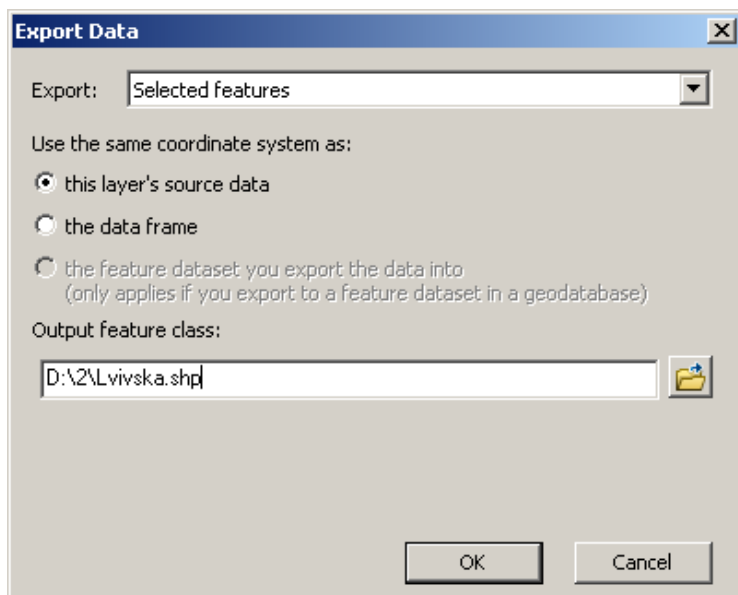 Export Data
Export: Selected features
Use the same coordinate system as:
this layer's source data
the data frame
the feature dataset you export the data into
(only applies if you export to a feature dataset in a geodatabase)
Output feature class:
D:\2\Lvivska.shp
OK Cancel